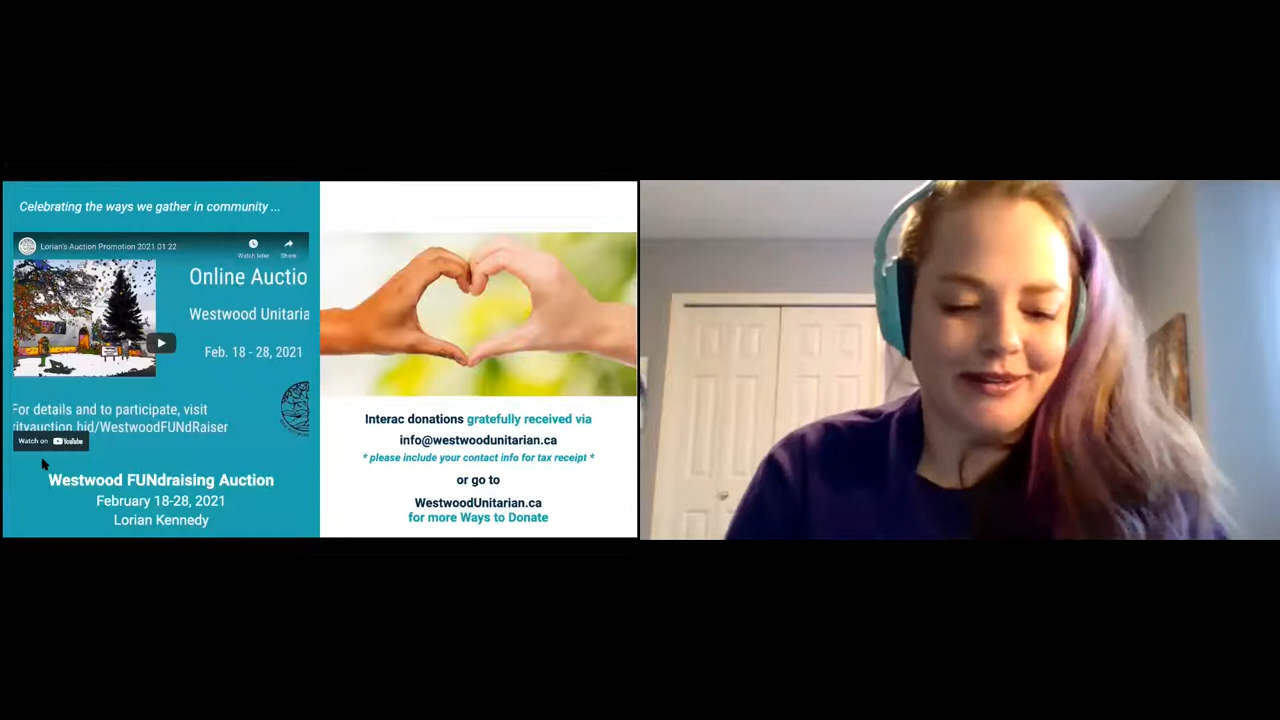 Celebrating the ways we gather in community ...
Lorian's Auction Promotion 2021 01 22
Watch later
Share
Online Auctio
Westwood Unitaria
Feb. 18 - 28, 2021
For details and to participate, visit
rityauction.bid/WestwoodFUNdRaiser
Watch on YouTube
Westwood FUNdraising Auction
February 18-28, 2021
Lorian Kennedy
Interac donations gratefully received via
info@westwoodunitarian.ca
* please include your contact info for tax receipt *
or go to
WestwoodUnitarian.ca
for more Ways to Donate